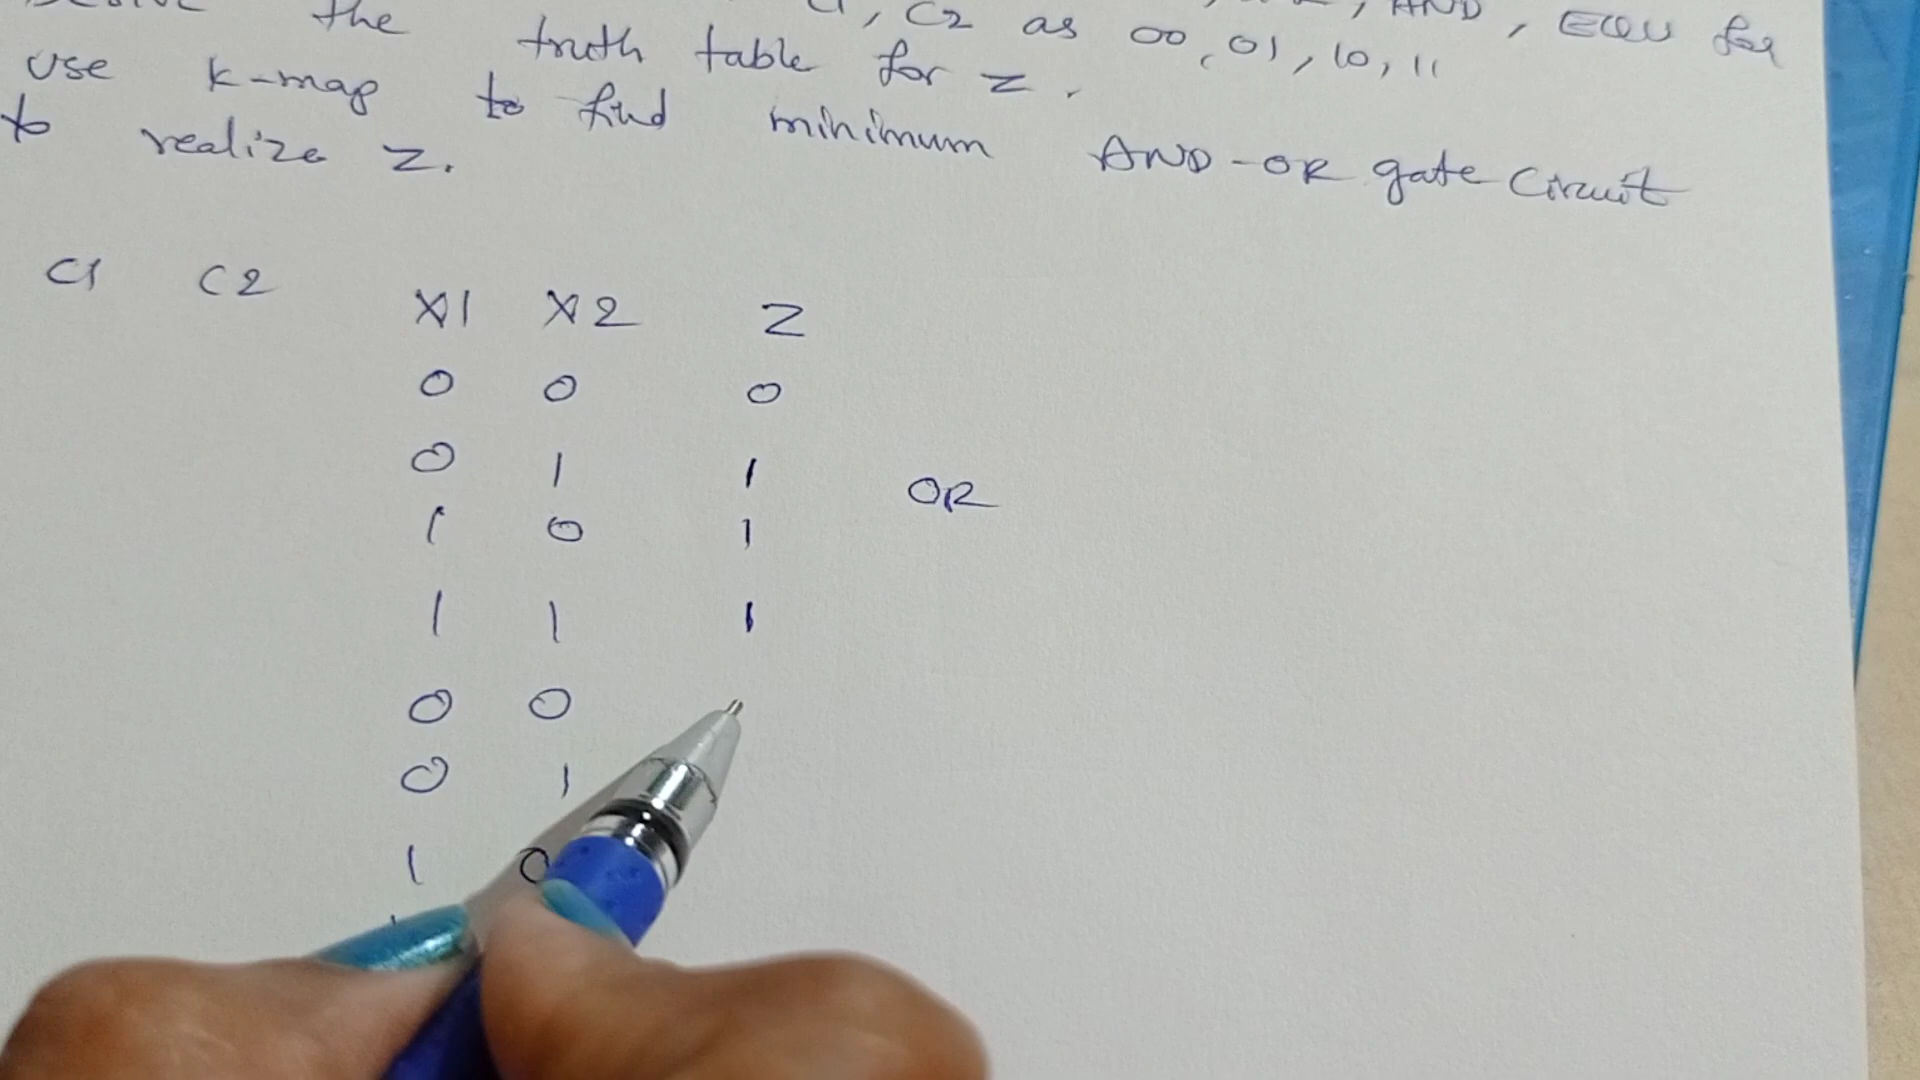 the C1, C2 as 00, 01, 10, 11 AND, EQU for
truth table for Z.
use k-map to find minimum AND-OR gate Circuit
to realize Z.
C1 C2 X1 X2 Z
0 0 0
0 1 1
OR
1 0 1
1 1 1
0 0
0 1
1 0